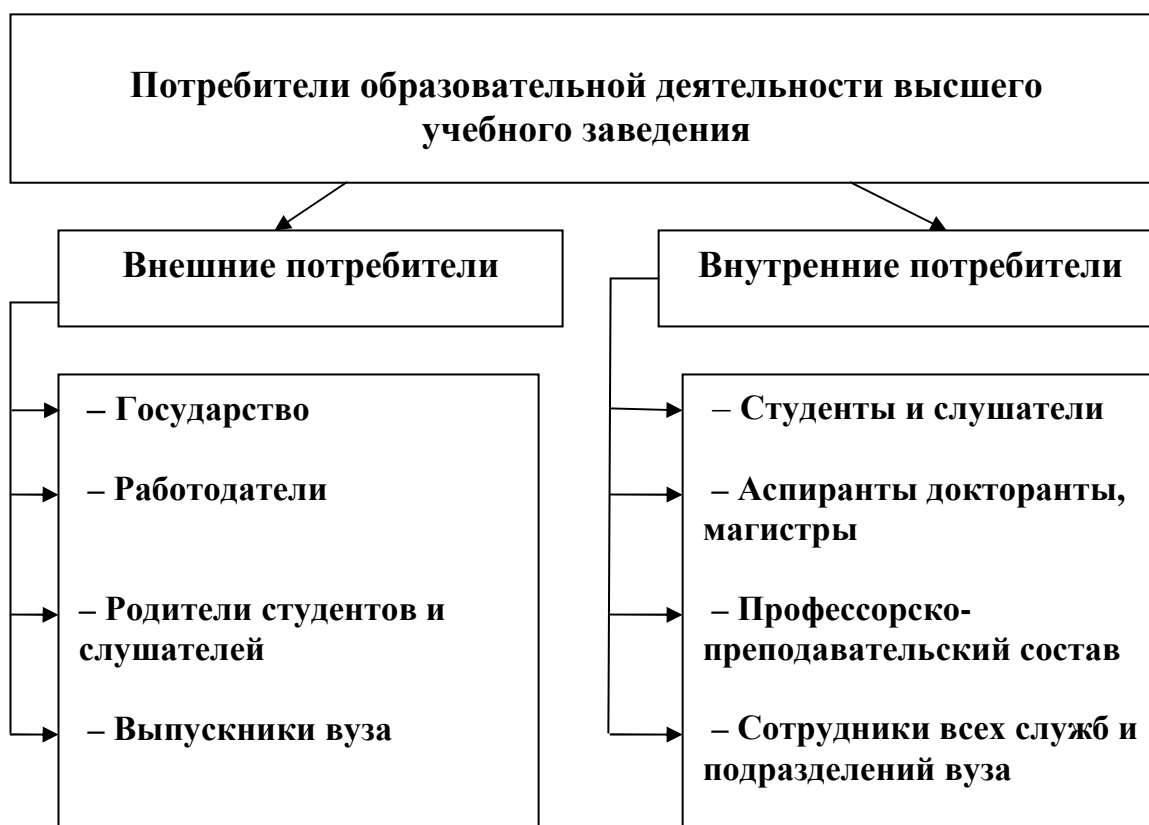 Потребители образовательной деятельности высшего
учебного заведения
Внешние потребители
– Государство
– Работодатели
– Родители студентов и
слушателей
– Выпускники вуза
Внутренние потребители
– Студенты и слушатели
– Аспиранты докторанты,
магистры
– Профессорско-
преподавательский состав
– Сотрудники всех служб и
подразделений вуза